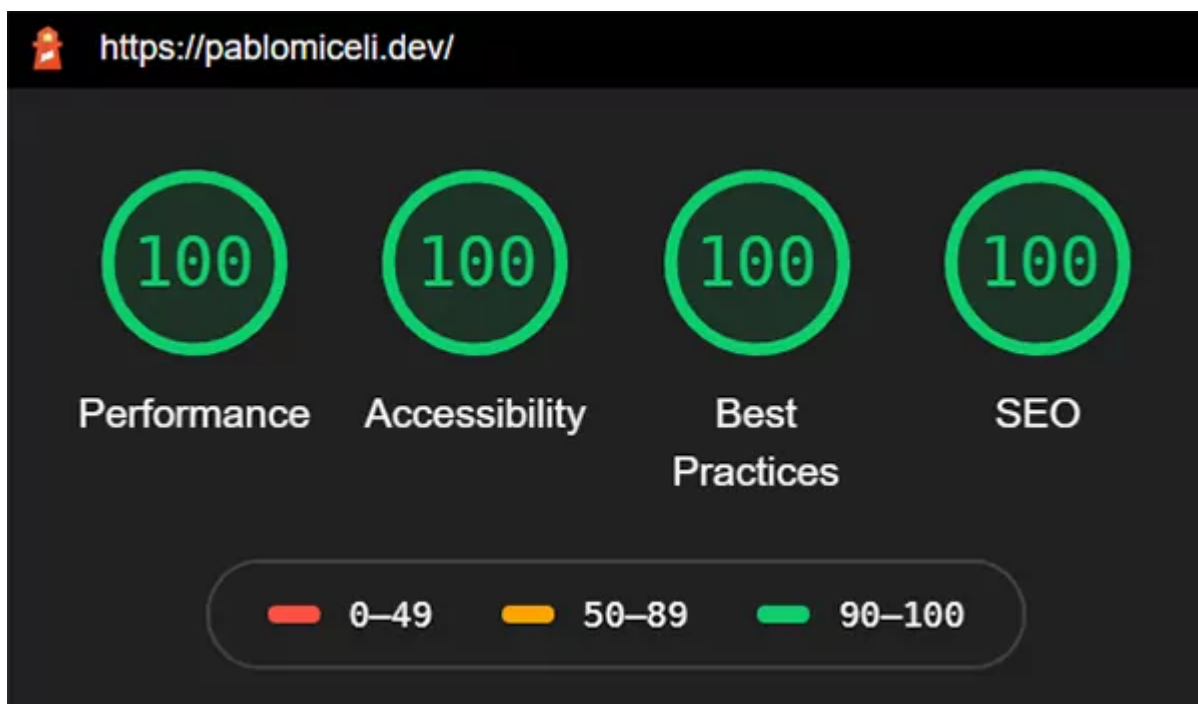 https://pablomiceli.dev/
100 100 100 100
Performance Accessibility Best Practices SEO
0–49 50–89 90–100